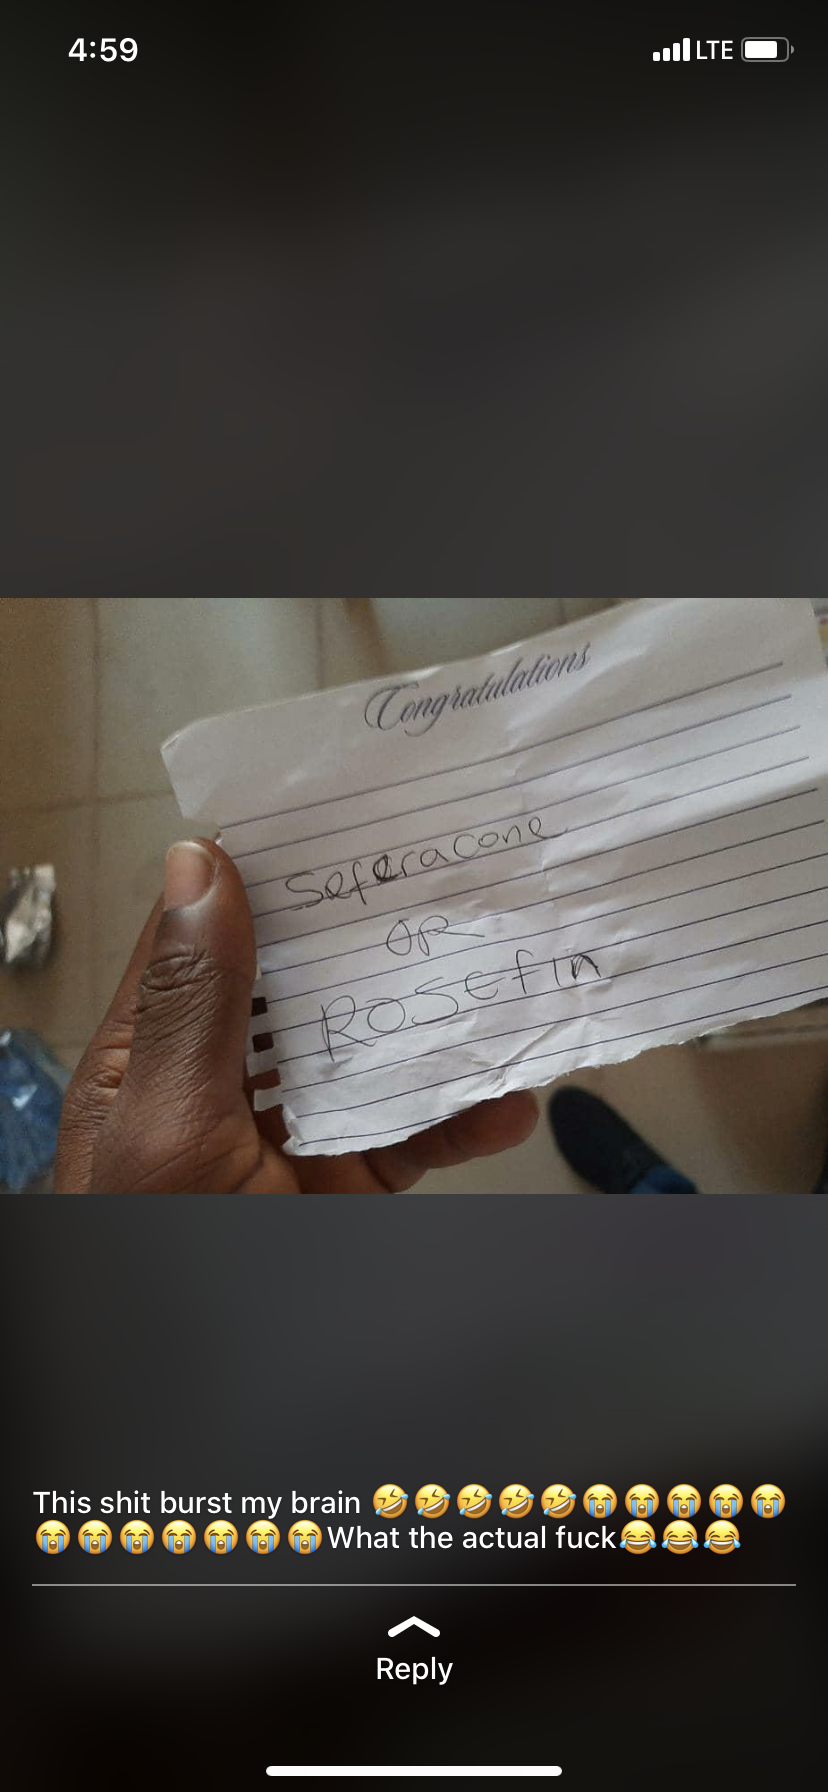 4:59 LTE
Congratulations
Seferacone
OR
Rosefin
This shit burst my brain 🤣🤣🤣🤣🤣😭😭😭😭😭
😭😭😭😭😭😭😭What the actual fuck😂😂😂
Reply